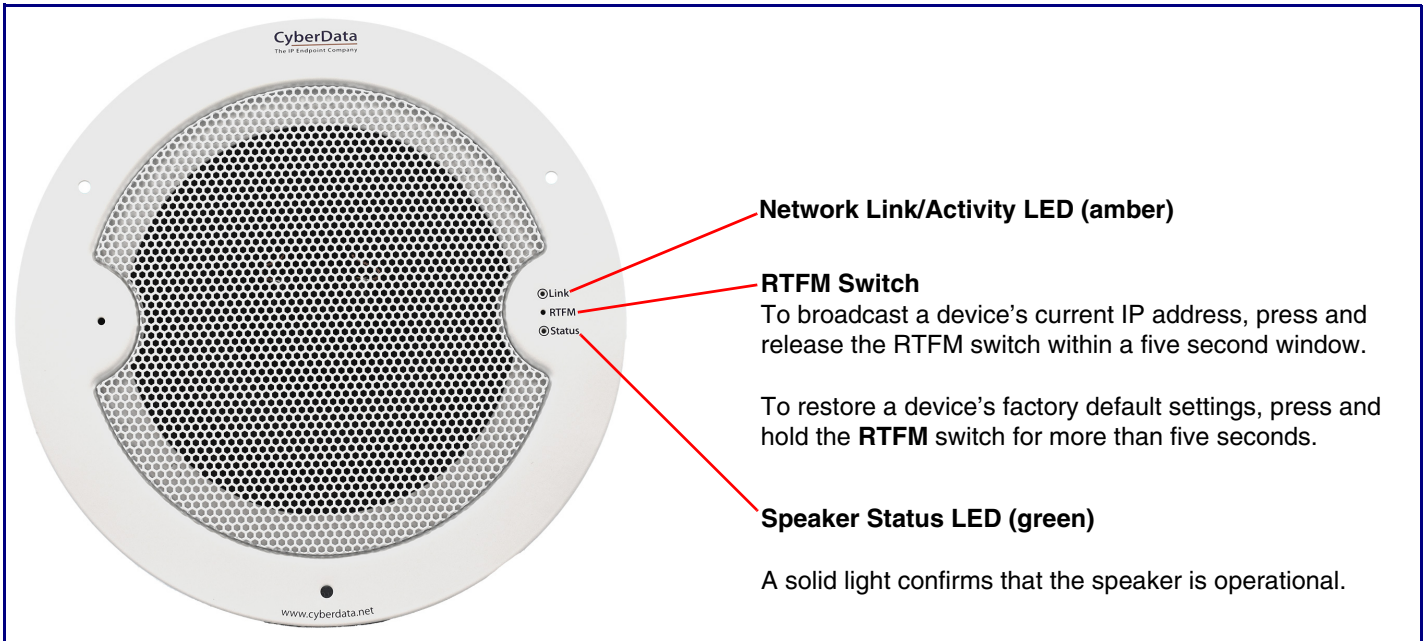 CyberData
The IP Endpoint Company
Link
RTFM
Status
www.cyberdata.net
Network Link/Activity LED (amber)
RTFM Switch
To broadcast a device’s current IP address, press and
release the RTFM switch within a five second window.
To restore a device’s factory default settings, press and
hold the RTFM switch for more than five seconds.
Speaker Status LED (green)
A solid light confirms that the speaker is operational.